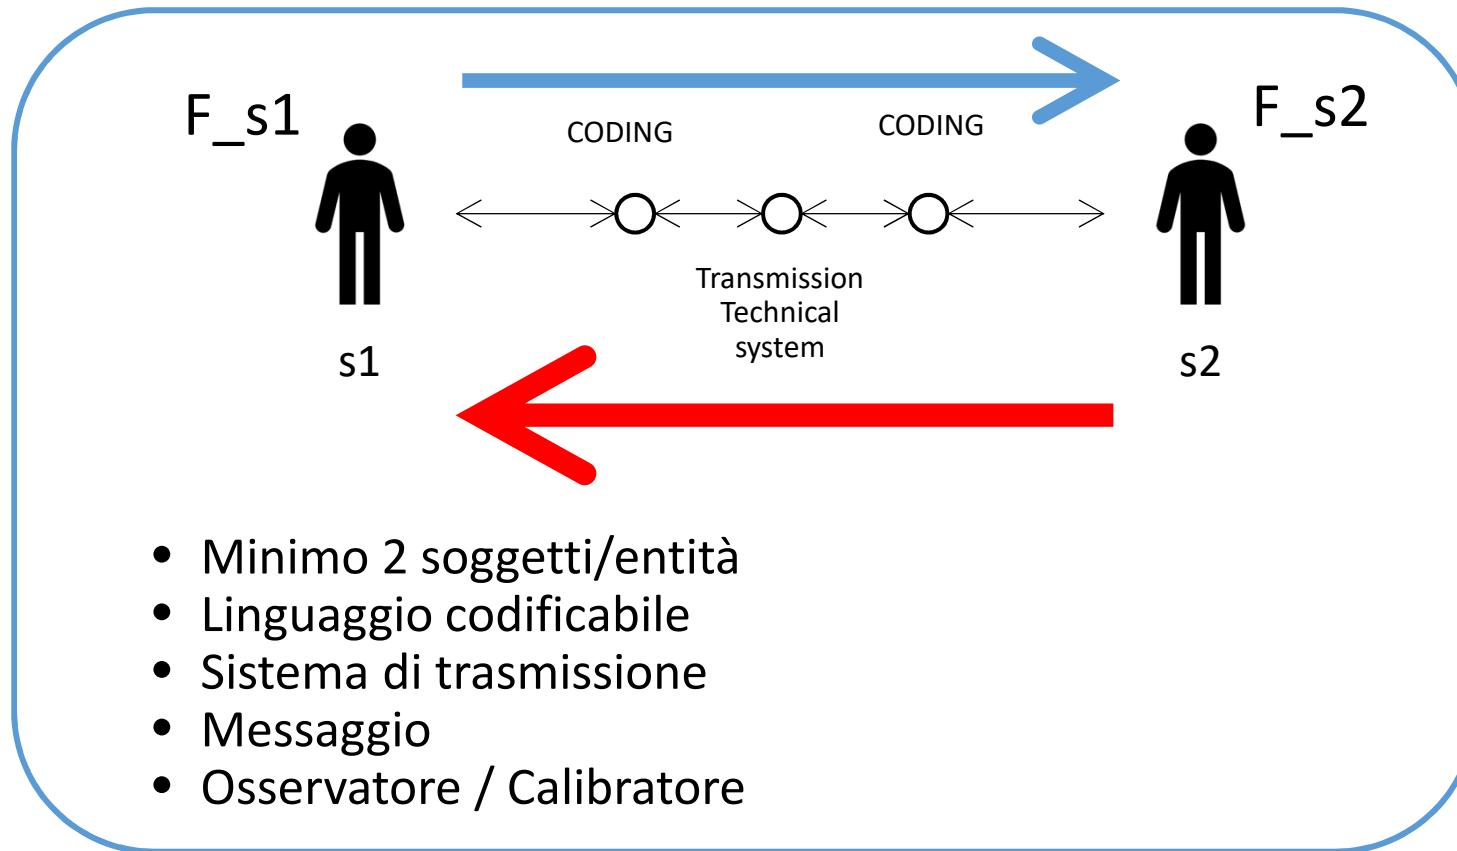 F_s1
F_s2
CODING
CODING
Transmission
Technical
system
s1
s2
• Minimo 2 soggetti/entità
• Linguaggio codificabile
• Sistema di trasmissione
• Messaggio
• Osservatore / Calibratore